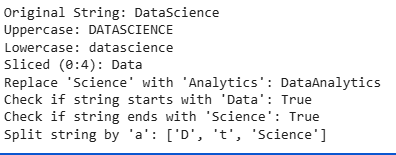 Original String: DataScience
Uppercase: DATASCIENCE
Lowercase: datascience
Sliced (0:4): Data
Replace 'Science' with 'Analytics': DataAnalytics
Check if string starts with 'Data': True
Check if string ends with 'Science': True
Split string by 'a': ['D', 't', 'Science']